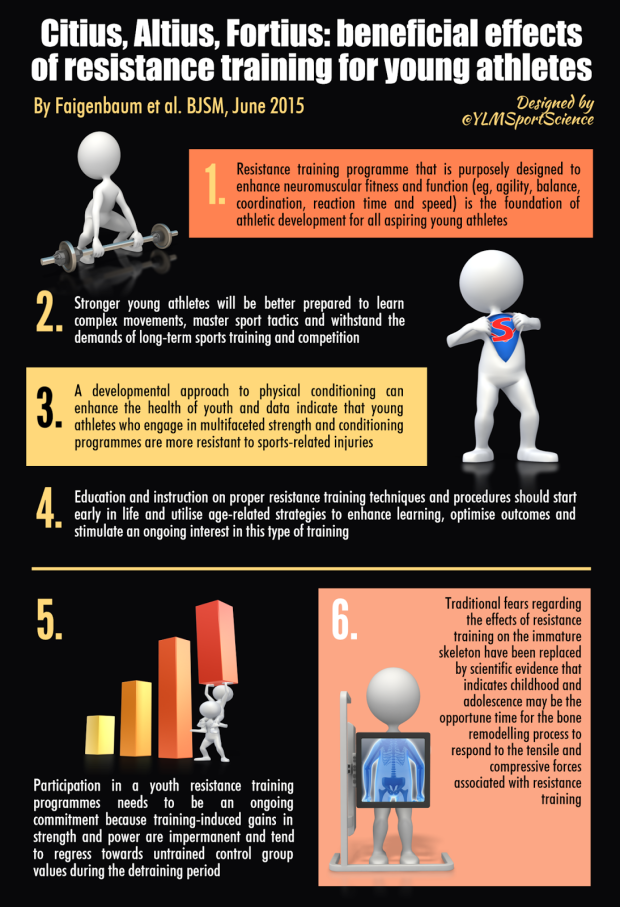 Citius, Altius, Fortius: beneficial effects
of resistance training for young athletes
By Faigenbaum et al. BJSM, June 2015
Designed by
@YLMSportScience
1.
Resistance training programme that is purposely designed to
enhance neuromuscular fitness and function (eg, agility, balance,
coordination, reaction time and speed) is the foundation of
athletic development for all aspiring young athletes
S
2.
Stronger young athletes will be better prepared to learn
complex movements, master sport tactics and withstand the
demands of long-term sports training and competition
3.
A developmental approach to physical conditioning can
enhance the health of youth and data indicate that young
athletes who engage in multifaceted strength and conditioning
programmes are more resistant to sports-related injuries
4.
Education and instruction on proper resistance training techniques and procedures should start
early in life and utilise age-related strategies to enhance learning, optimise outcomes and
stimulate an ongoing interest in this type of training
5.
Participation in a youth resistance training
programmes needs to be an ongoing
commitment because training-induced gains in
strength and power are impermanent and tend
to regress towards untrained control group
values during the detraining period
6.
Traditional fears regarding
the effects of resistance
training on the immature
skeleton have been replaced
by scientific evidence that
indicates childhood and
adolescence may be the
opportune time for the bone
remodelling process to
respond to the tensile and
compressive forces
associated with resistance
training